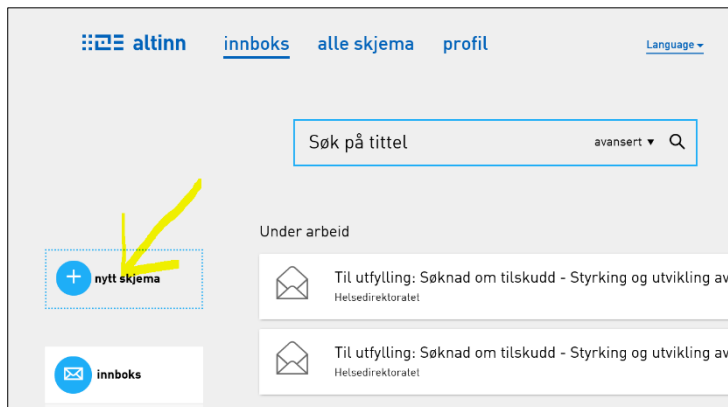 altinn innboks alle skjema profil Language
Søk på tittel avansert
Under arbeid
nytt skjema
Til utfylling: Søknad om tilskudd - Styrking og utvikling av
Helsedirektoratet
innboks
Til utfylling: Søknad om tilskudd - Styrking og utvikling av
Helsedirektoratet